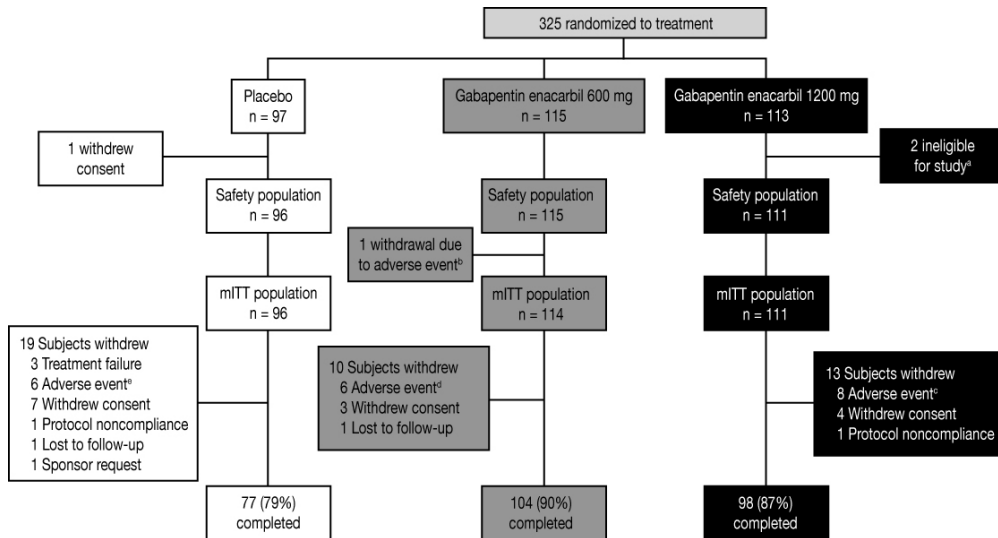 325 randomized to treatment
Placebo
n = 97
Gabapentin enacarbil 600 mg
n = 115
Gabapentin enacarbil 1200 mg
n = 113
1 withdrew
consent
2 ineligible
for studyᵃ
Safety population
n = 96
Safety population
n = 115
Safety population
n = 111
1 withdrawal due
to adverse eventᵇ
mITT population
n = 96
mITT population
n = 114
mITT population
n = 111
19 Subjects withdrew
3 Treatment failure
6 Adverse eventᵉ
7 Withdrew consent
1 Protocol noncompliance
1 Lost to follow-up
1 Sponsor request
10 Subjects withdrew
6 Adverse eventᵈ
3 Withdrew consent
1 Lost to follow-up
13 Subjects withdrew
8 Adverse eventᶜ
4 Withdrew consent
1 Protocol noncompliance
77 (79%)
completed
104 (90%)
completed
98 (87%)
completed